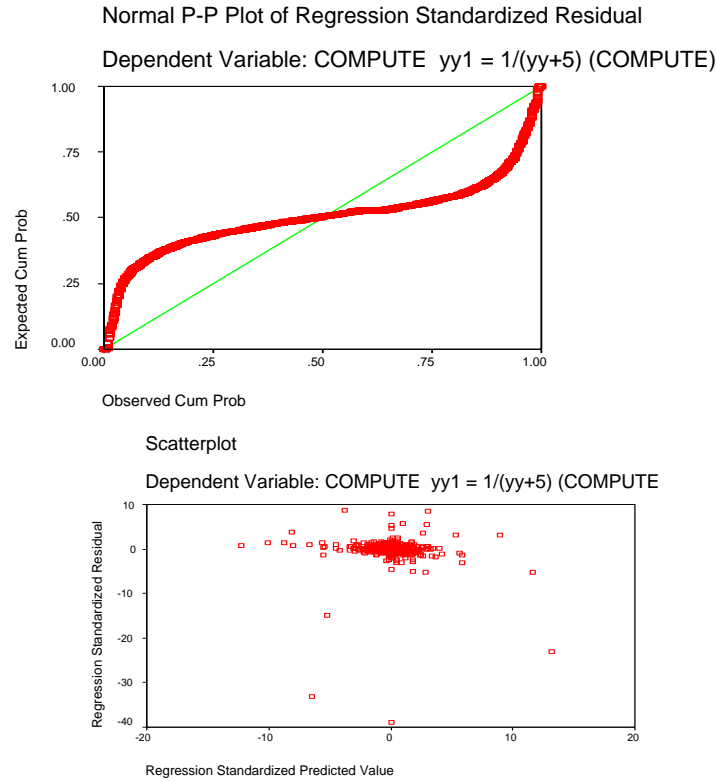 Normal P-P Plot of Regression Standardized Residual
Dependent Variable: COMPUTE yy1 = 1/(yy+5) (COMPUTE)
Expected Cum Prob
1.00
.75
.50
.25
0.00
0.00 .25 .50 .75 1.00
Observed Cum Prob
Scatterplot
Dependent Variable: COMPUTE yy1 = 1/(yy+5) (COMPUTE
Regression Standardized Residual
10
0
-10
-20
-30
-40
-20 -10 0 10 20
Regression Standardized Predicted Value